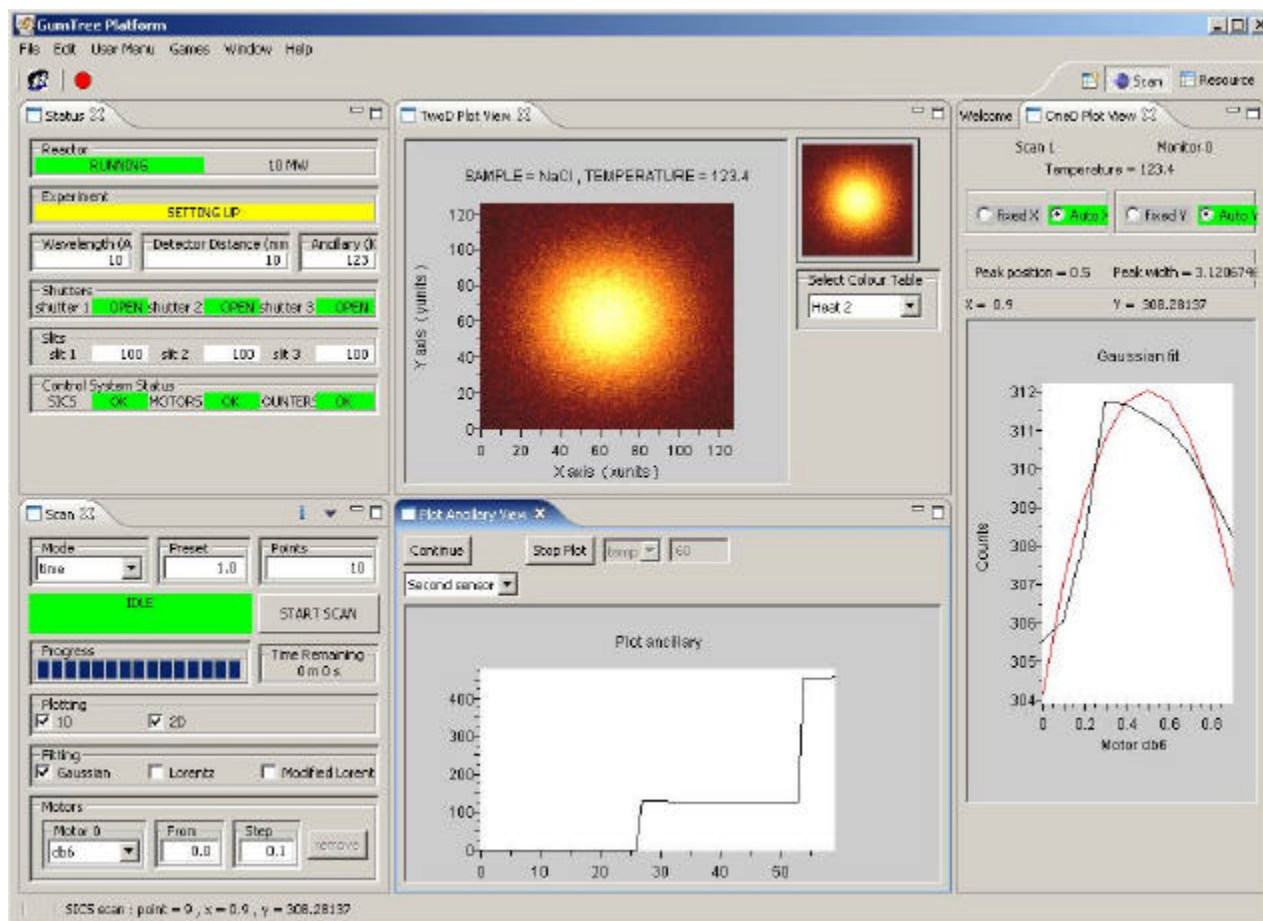 GumTree Platform
File Edit User Menu Games Window Help
Scan Resource
Status
Reactor
RUNNING 10 MW
Experiment
SETTING UP
Wavelength (A Detector Distance (mm Ancillary (K
10 10 123
Shutters
shutter 1 OPEN shutter 2 OPEN shutter 3 OPEN
Slits
slit 1 100 slit 2 100 slit 3 100
Control System Status
SICS OK MOTORS OK OUNTERS OK
TwoD Plot View
SAMPLE = NaCl , TEMPERATURE = 123.4
Y axis (yunits)
120
100
80
60
40
20
0
0 20 40 60 80 100 120
X axis (xunits)
Select Colour Table
Heat 2
Welcome OneD Plot View
Scan 1 Monitor 0
Temperature = 123.4
Fixed X Auto X Fixed Y Auto Y
Peak position = 0.5 Peak width = 3.12067%
X = 0.9 Y = 308.28137
Gaussian fit
Counts
312
311
310
309
308
307
306
305
304
0 0.2 0.4 0.6 0.8
Motor db6
Scan
Mode Preset Points
time 1.0 10
IDLE START SCAN
Progress Time Remaining
0 m 0 s
Plotting
1D 2D
Fitting
Gaussian Lorentz Modified Lorent
Motors
Motor 0 From Step
db6 0.0 0.1 remove
Plot Ancillary View
Continue Stop Plot temp 60
Second sensor
Plot ancillary
400
300
200
100
0
0 10 20 30 40 50
SICS scan : point = 9 , x = 0.9 , y = 308.28137